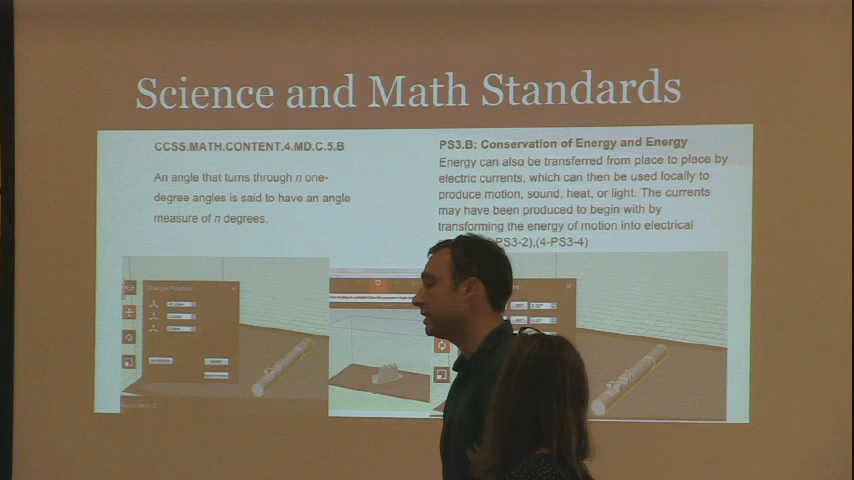 Science and Math Standards
CCSS.MATH.CONTENT.4.MD.C.5.B
An angle that turns through n one-
degree angles is said to have an angle
measure of n degrees.
PS3.B: Conservation of Energy and Energy
Energy can also be transferred from place to place by
electric currents, which can then be used locally to
produce motion, sound, heat, or light. The currents
may have been produced to begin with by
transforming the energy of motion into electrical
PS3-2),(4-PS3-4)
Change Position